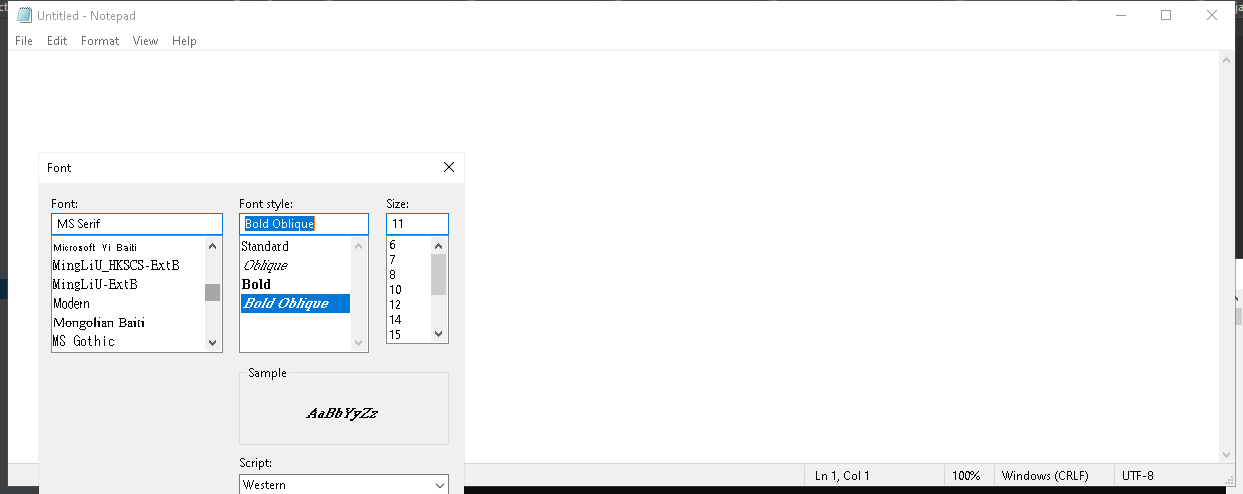 Untitled - Notepad
File Edit Format View Help
Font
Font: Font style: Size:
MS Serif Bold Oblique 11
Microsoft Yi Baiti Standard 6
MingLiU_HKSCS-ExtB Oblique 7
MingLiU-ExtB Bold 8
Modern Bold Oblique 10
Mongolian Baiti 12
MS Gothic 14
15
Sample
AaBbYyZz
Script:
Western
Ln 1, Col 1 100% Windows (CRLF) UTF-8